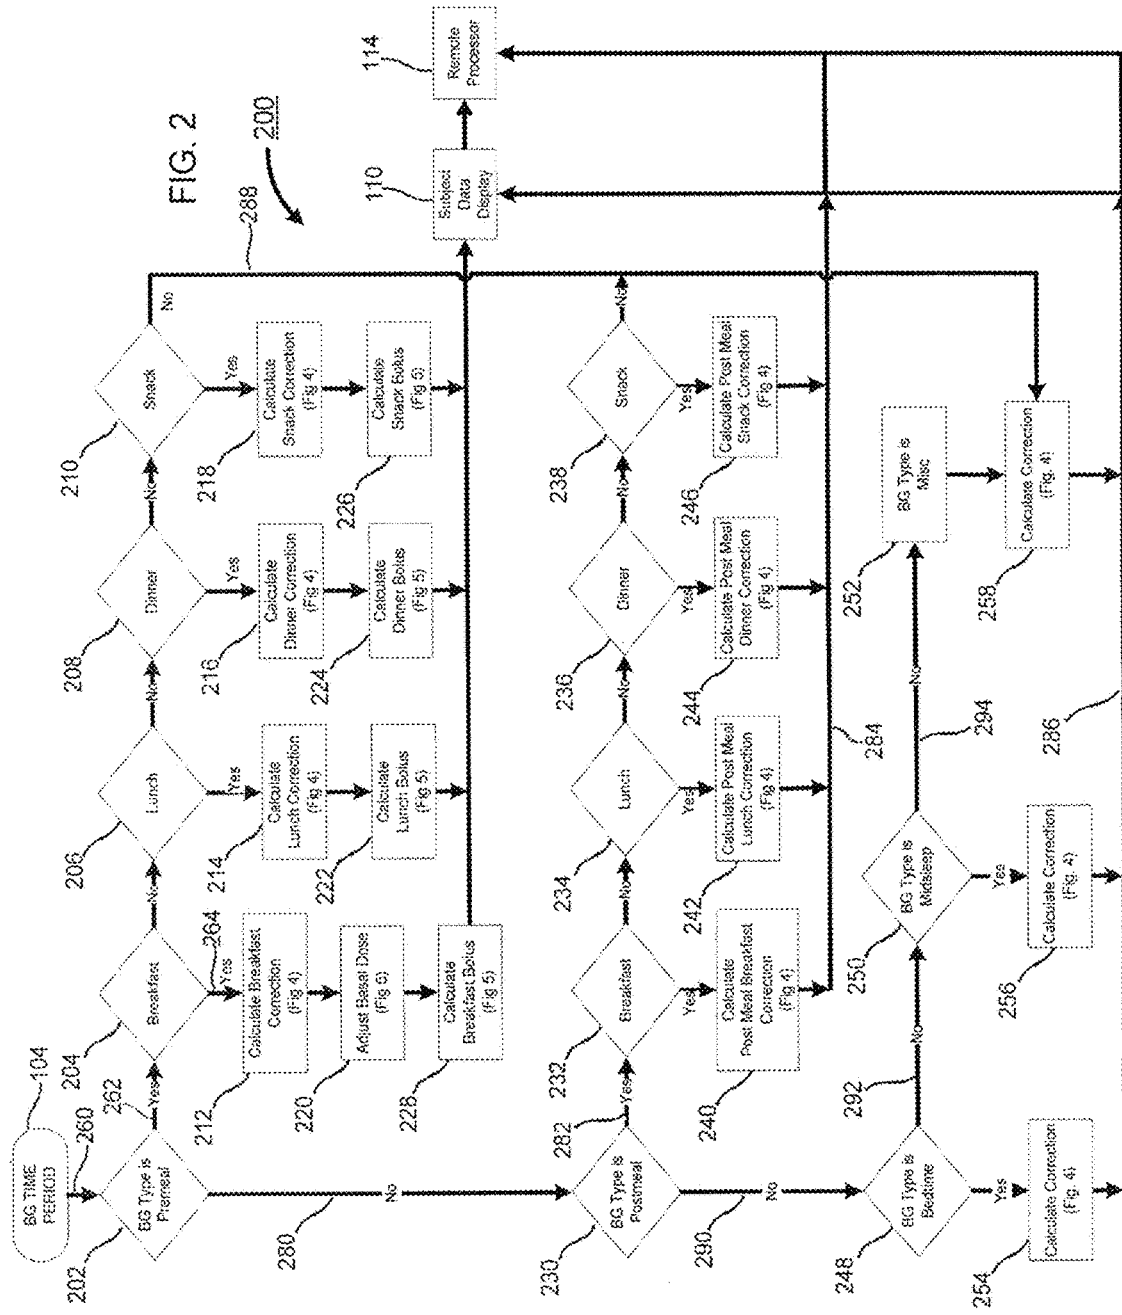 FIG. 2
200
104
BG TIME
PERIOD
260
202
BG Type is
Premeal
262
Yes
204
Breakfast
No
206
Lunch
No
208
Dinner
No
210
Snack
No
288
264
Yes
Yes
Yes
Yes
212
Calculate Breakfast
Correction
(Fig 4)
214
Calculate
Lunch Correction
(Fig 4)
216
Calculate
Dinner Correction
(Fig 4)
218
Calculate
Snack Correction
(Fig 4)
220
Adjust Basal Dose
(Fig 5)
222
Calculate
Lunch Bolus
(Fig 5)
224
Calculate
Dinner Bolus
(Fig 5)
226
Calculate
Snack Bolus
(Fig 5)
228
Calculate
Breakfast Bolus
(Fig 5)
110
Subject
Data
Display
114
Remote
Processor
280
No
230
BG Type is
Postmeal
282
Yes
232
Breakfast
No
234
Lunch
No
236
Dinner
No
238
Snack
No
Yes
Yes
Yes
Yes
240
Calculate
Post Meal Breakfast
Correction
(Fig 4)
242
Calculate Post Meal
Lunch Correction
(Fig 4)
244
Calculate Post Meal
Dinner Correction
(Fig 4)
246
Calculate Post Meal
Snack Correction
(Fig 4)
284
290
No
248
BG Type is
Bedtime
292
No
250
BG Type is
Midsleep
294
No
252
BG Type is
Misc
Yes
Yes
254
Calculate Correction
(Fig. 4)
256
Calculate Correction
(Fig. 4)
258
Calculate Correction
(Fig. 4)
286